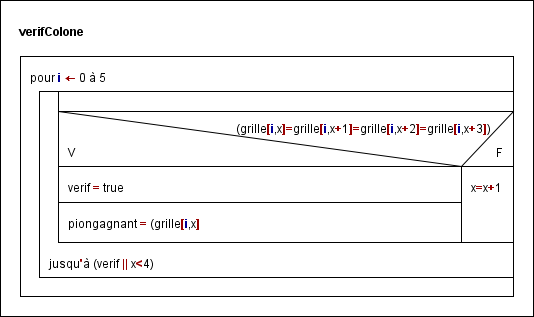 verifColone
pour i ← 0 à 5
(grille[i,x]=grille[i,x+1]=grille[i,x+2]=grille[i,x+3])
V F
verif = true x=x+1
piongagnant = (grille[i,x]
jusqu'à (verif || x<4)